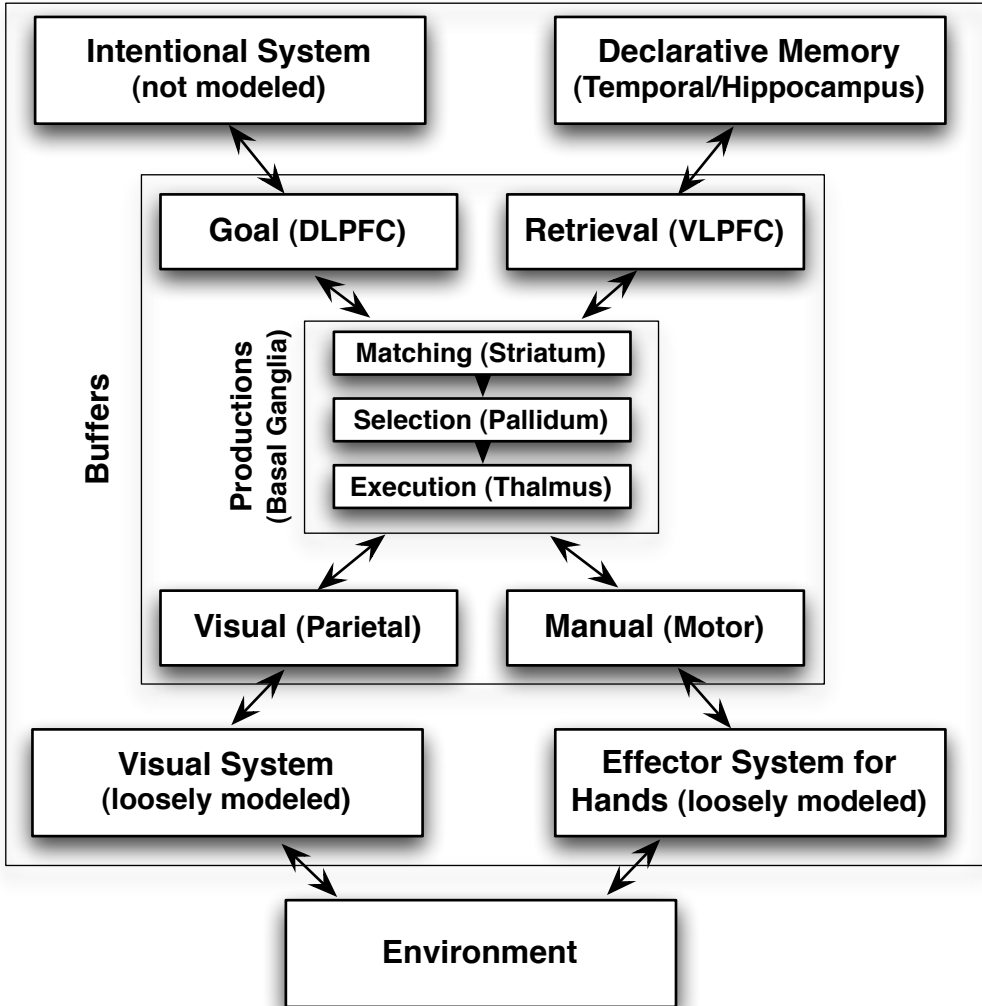 Intentional System
(not modeled)
Declarative Memory
(Temporal/Hippocampus)
Goal (DLPFC)
Retrieval (VLPFC)
Buffers
Productions
(Basal Ganglia)
Matching (Striatum)
Selection (Pallidum)
Execution (Thalmus)
Visual (Parietal)
Manual (Motor)
Visual System
(loosely modeled)
Effector System for
Hands (loosely modeled)
Environment